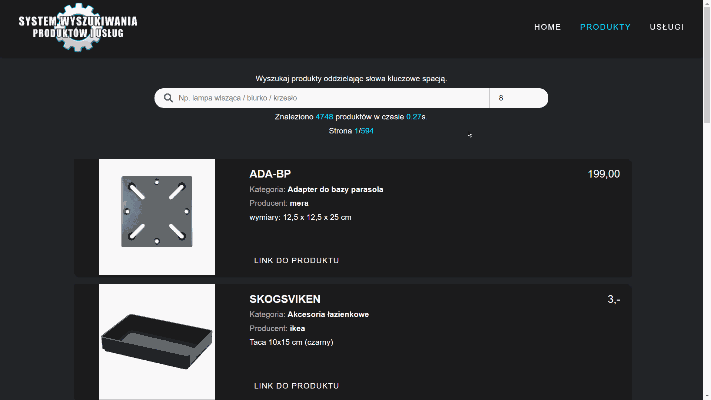 SYSTEM WYSZUKIWANIA
PRODUKTÓW I USŁUG
HOME PRODUKTY USŁUGI
Wyszukaj produkty oddzielając słowa kluczowe spacją.
Np. lampa wisząca / biurko / krzesło 8
Znaleziono 4748 produktów w czasie 0.27s
Strona 1/594
ADA-BP 199,00
Kategoria: Adapter do bazy parasola
Producent: mera
wymiary: 12,5 x 12,5 x 25 cm
LINK DO PRODUKTU
SKOGSVIKEN 3,-
Kategoria: Akcesoria łazienkowe
Producent: ikea
Taca 10x15 cm (czarny)
LINK DO PRODUKTU